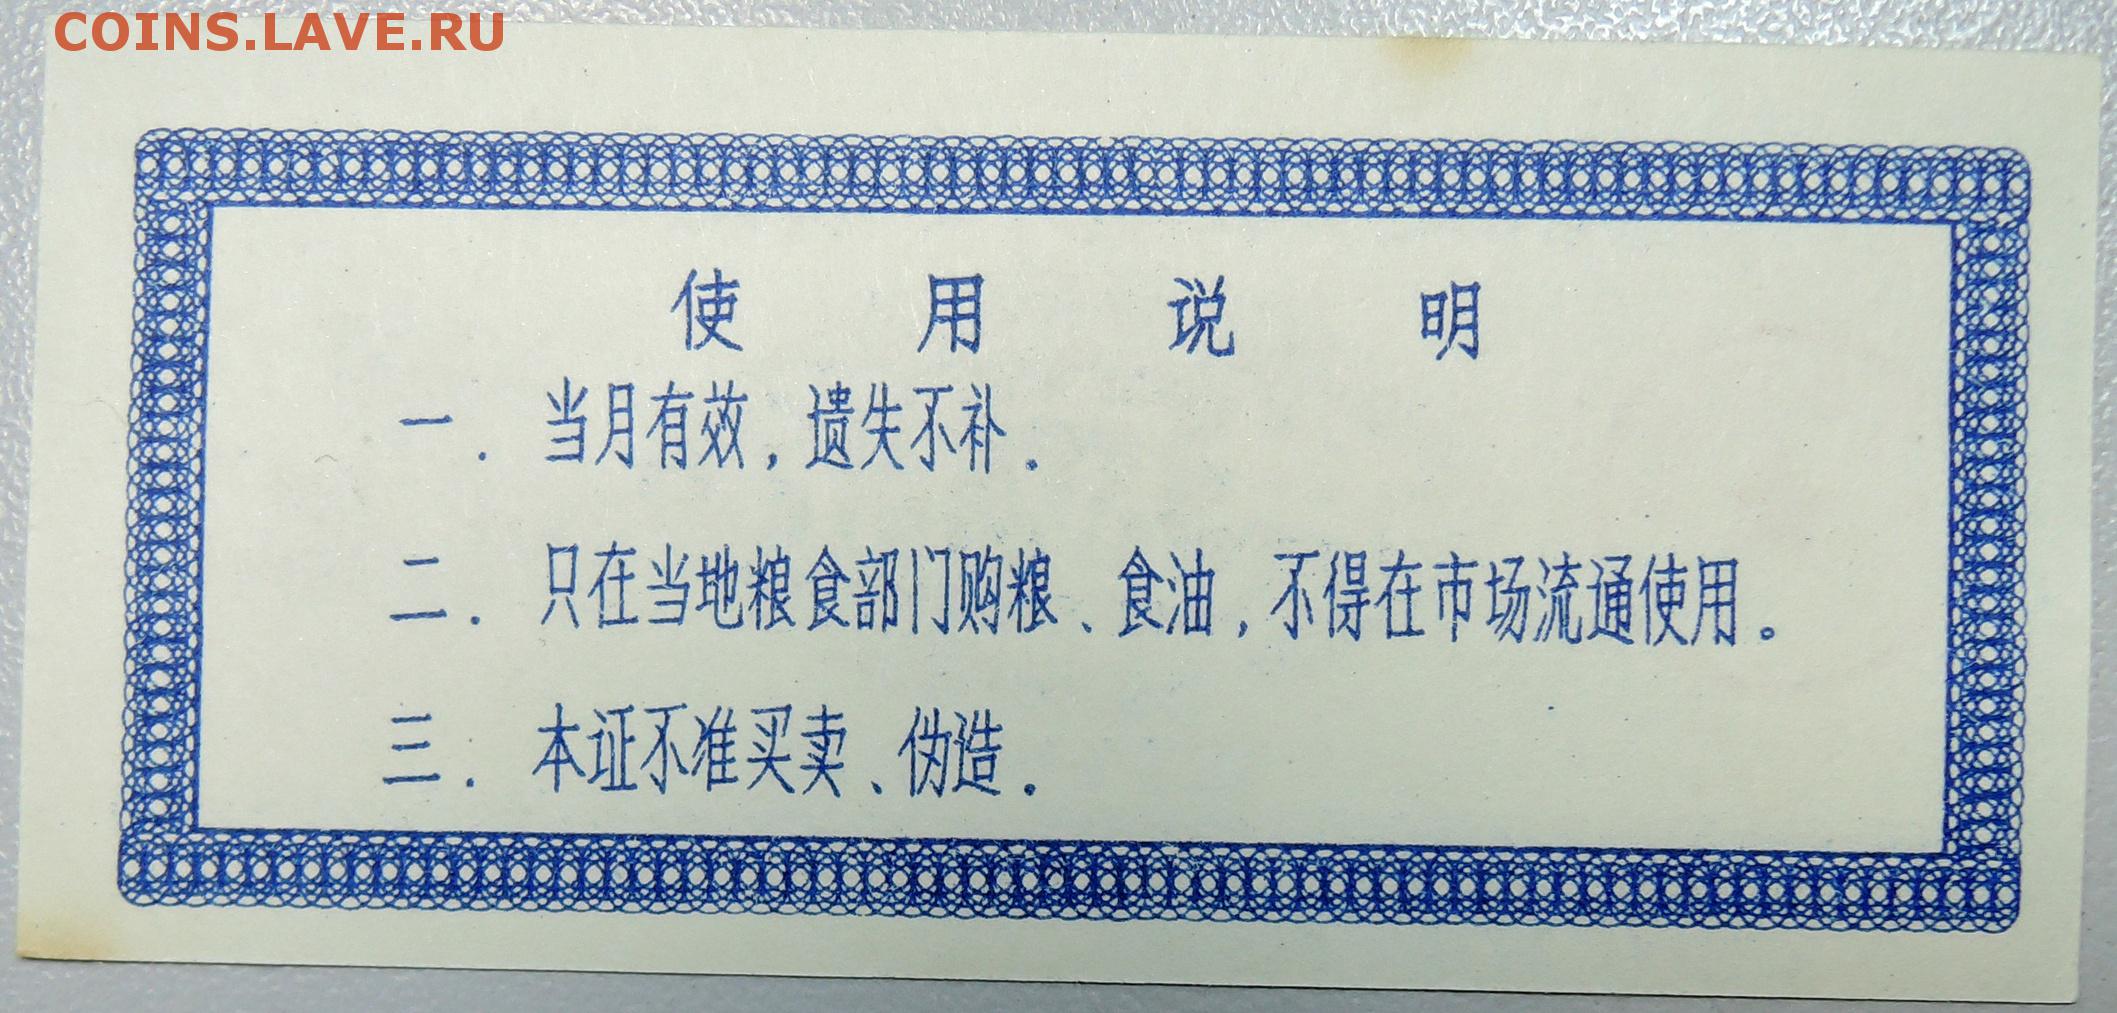 COINS.LAVE.RU
使用说明
一. 当月有效，遗失不补.
二. 只在当地粮食部门购粮、食油，不得在市场流通使用。
三. 本证不准买卖、伪造.